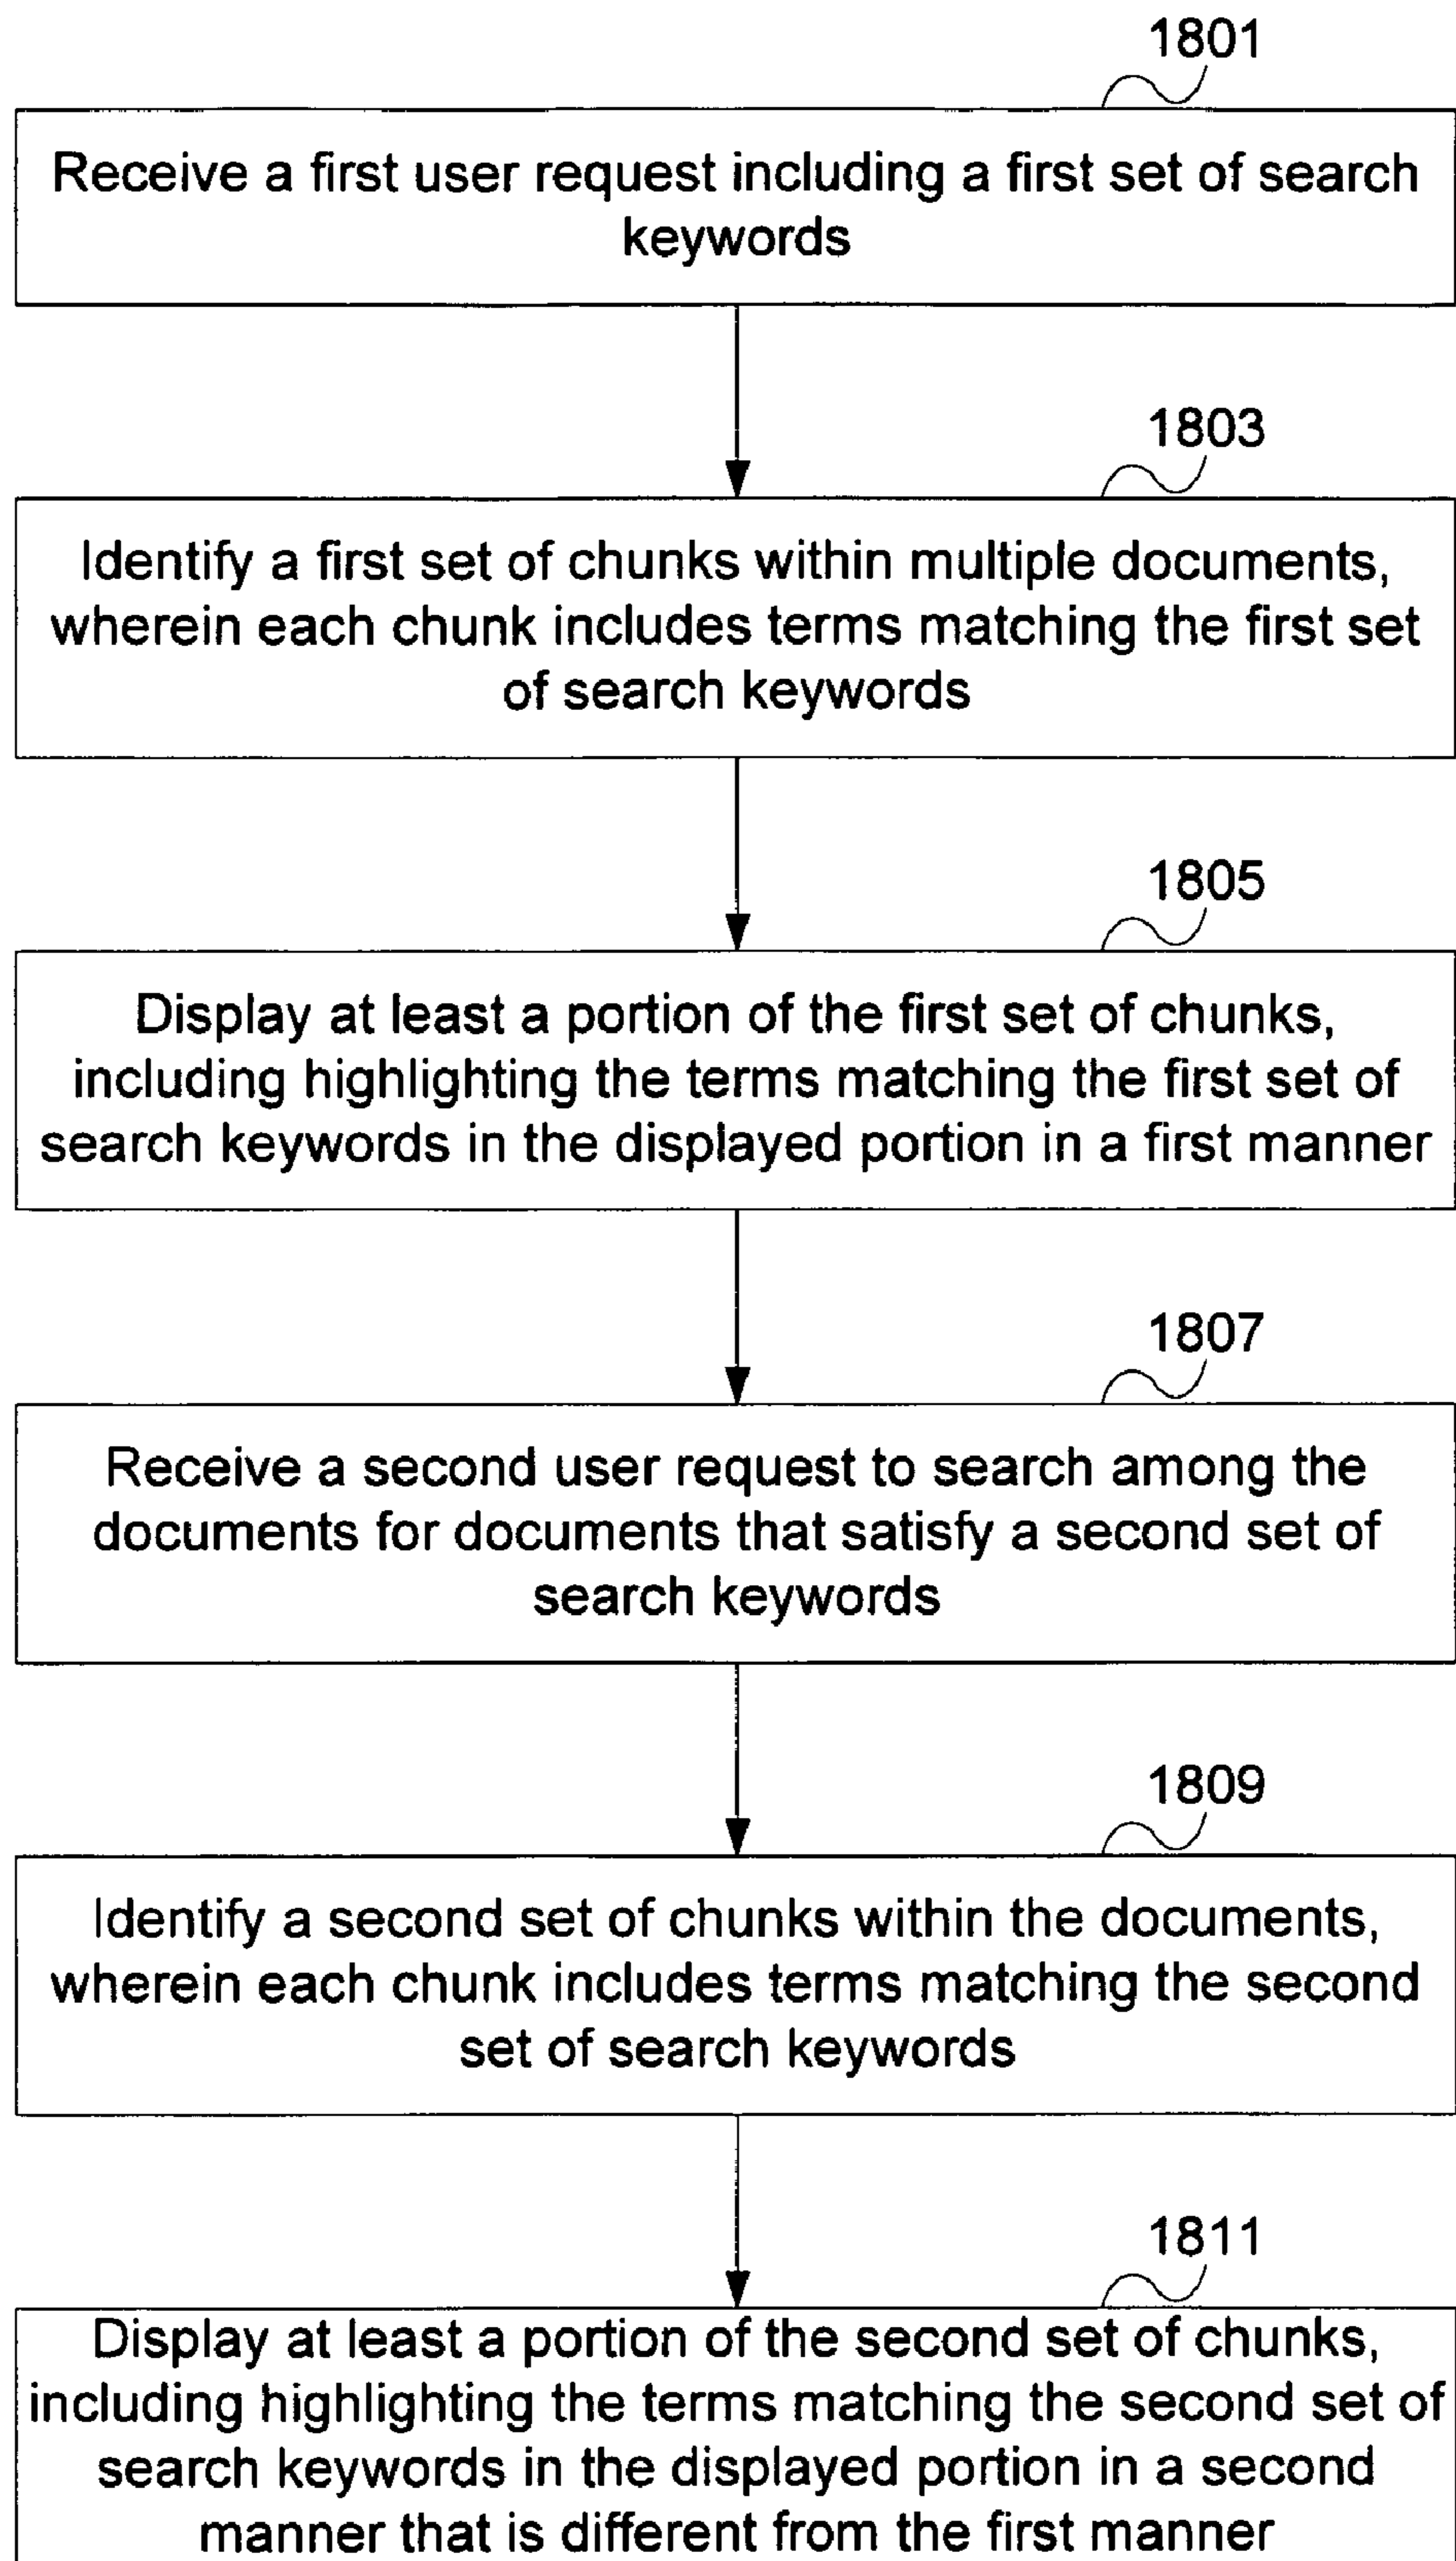 1801
Receive a first user request including a first set of search
keywords
1803
Identify a first set of chunks within multiple documents,
wherein each chunk includes terms matching the first set
of search keywords
1805
Display at least a portion of the first set of chunks,
including highlighting the terms matching the first set of
search keywords in the displayed portion in a first manner
1807
Receive a second user request to search among the
documents for documents that satisfy a second set of
search keywords
1809
Identify a second set of chunks within the documents,
wherein each chunk includes terms matching the second
set of search keywords
1811
Display at least a portion of the second set of chunks,
including highlighting the terms matching the second set of
search keywords in the displayed portion in a second
manner that is different from the first manner